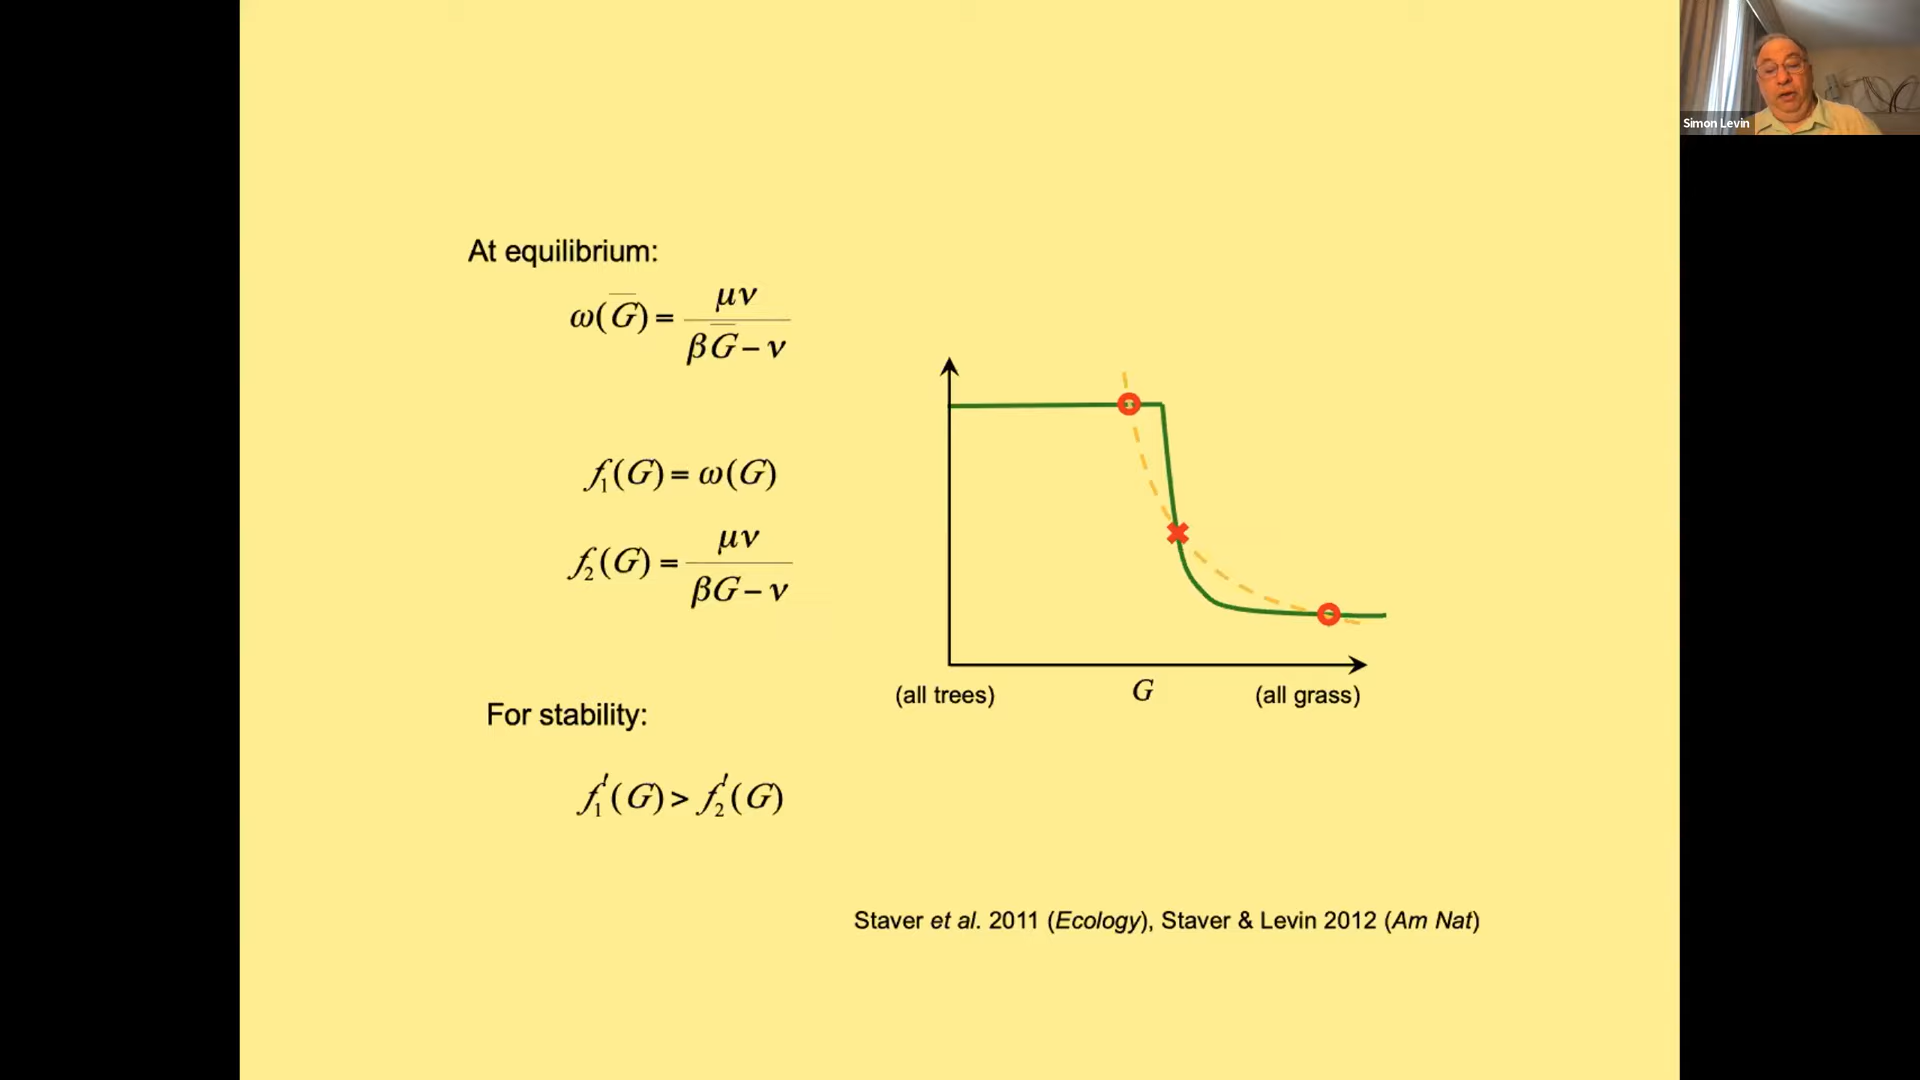 Simon Levin
At equilibrium:
ω(G̅) = μν / (βG̅ − ν)
f₁(G) = ω(G)
f₂(G) = μν / (βG − ν)
(all trees) G (all grass)
For stability:
f₁′(G) > f₂′(G)
Staver et al. 2011 (Ecology), Staver & Levin 2012 (Am Nat)